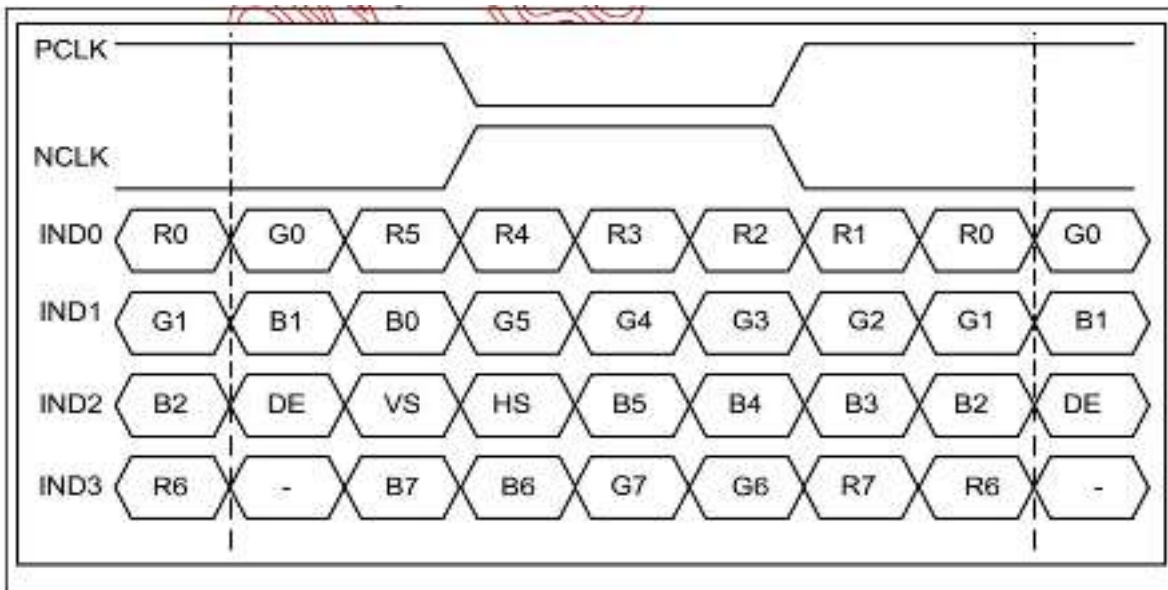 PCLK
NCLK
IND0 R0 G0 R5 R4 R3 R2 R1 R0 G0
IND1 G1 B1 B0 G5 G4 G3 G2 G1 B1
IND2 B2 DE VS HS B5 B4 B3 B2 DE
IND3 R6 - B7 B6 G7 G6 R7 R6 -